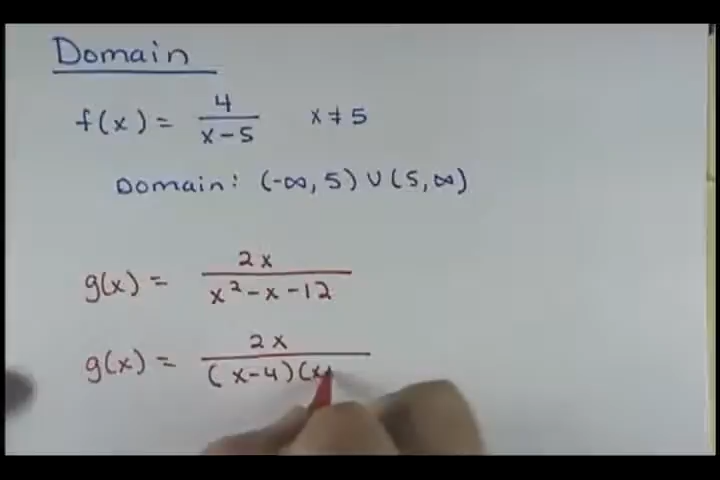 Domain
f(x) = 4/(x-5) x ≠ 5
Domain: (-∞, 5) ∪ (5, ∞)
g(x) = 2x/(x²-x-12)
g(x) = 2x/(x-4)(x